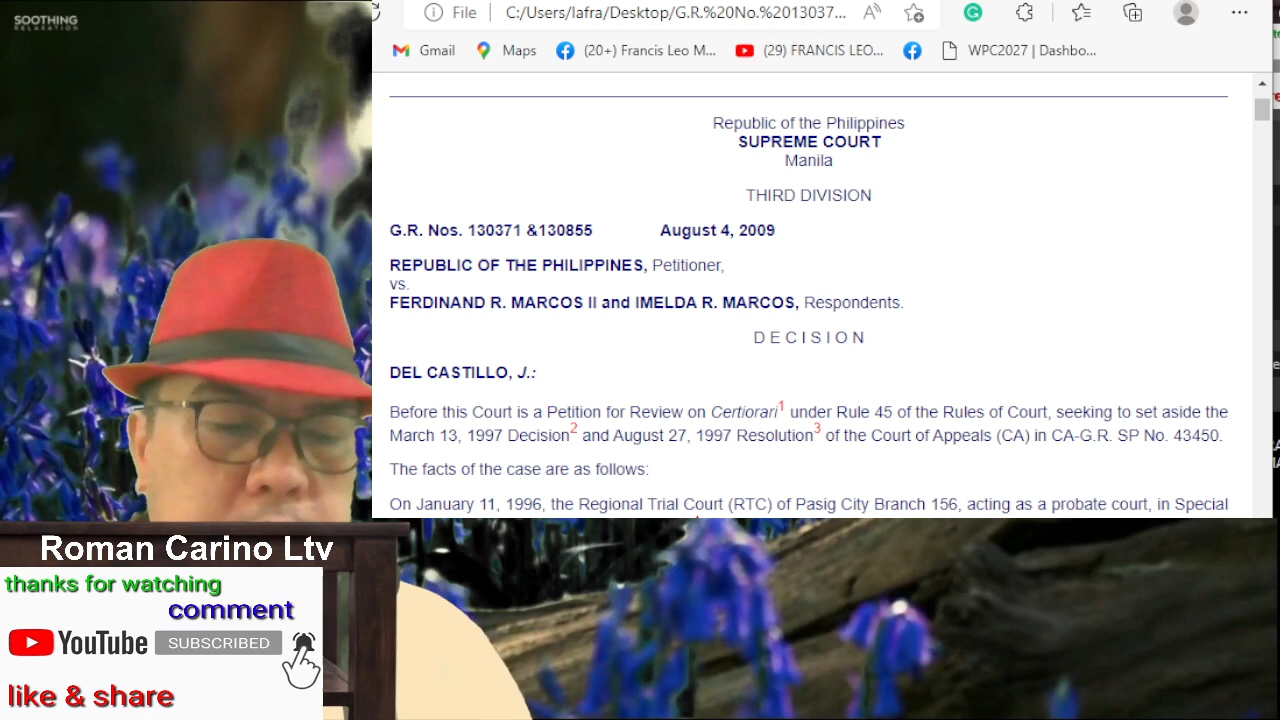 SOOTHING
RELAXATION
File
C:/Users/lafra/Desktop/G.R.%20No.%2013037...
Gmail
Maps
(20+) Francis Leo M...
(29) FRANCIS LEO...
WPC2027 | Dashbo...
Republic of the Philippines
SUPREME COURT
Manila
THIRD DIVISION
G.R. Nos. 130371 &130855 August 4, 2009
REPUBLIC OF THE PHILIPPINES, Petitioner,
vs.
FERDINAND R. MARCOS II and IMELDA R. MARCOS, Respondents.
D E C I S I O N
DEL CASTILLO, J.:
Before this Court is a Petition for Review on Certiorari1 under Rule 45 of the Rules of Court, seeking to set aside the
March 13, 1997 Decision2 and August 27, 1997 Resolution3 of the Court of Appeals (CA) in CA-G.R. SP No. 43450.
The facts of the case are as follows:
On January 11, 1996, the Regional Trial Court (RTC) of Pasig City Branch 156, acting as a probate court, in Special
Roman Carino Ltv
thanks for watching
comment
YouTube SUBSCRIBED
like & share